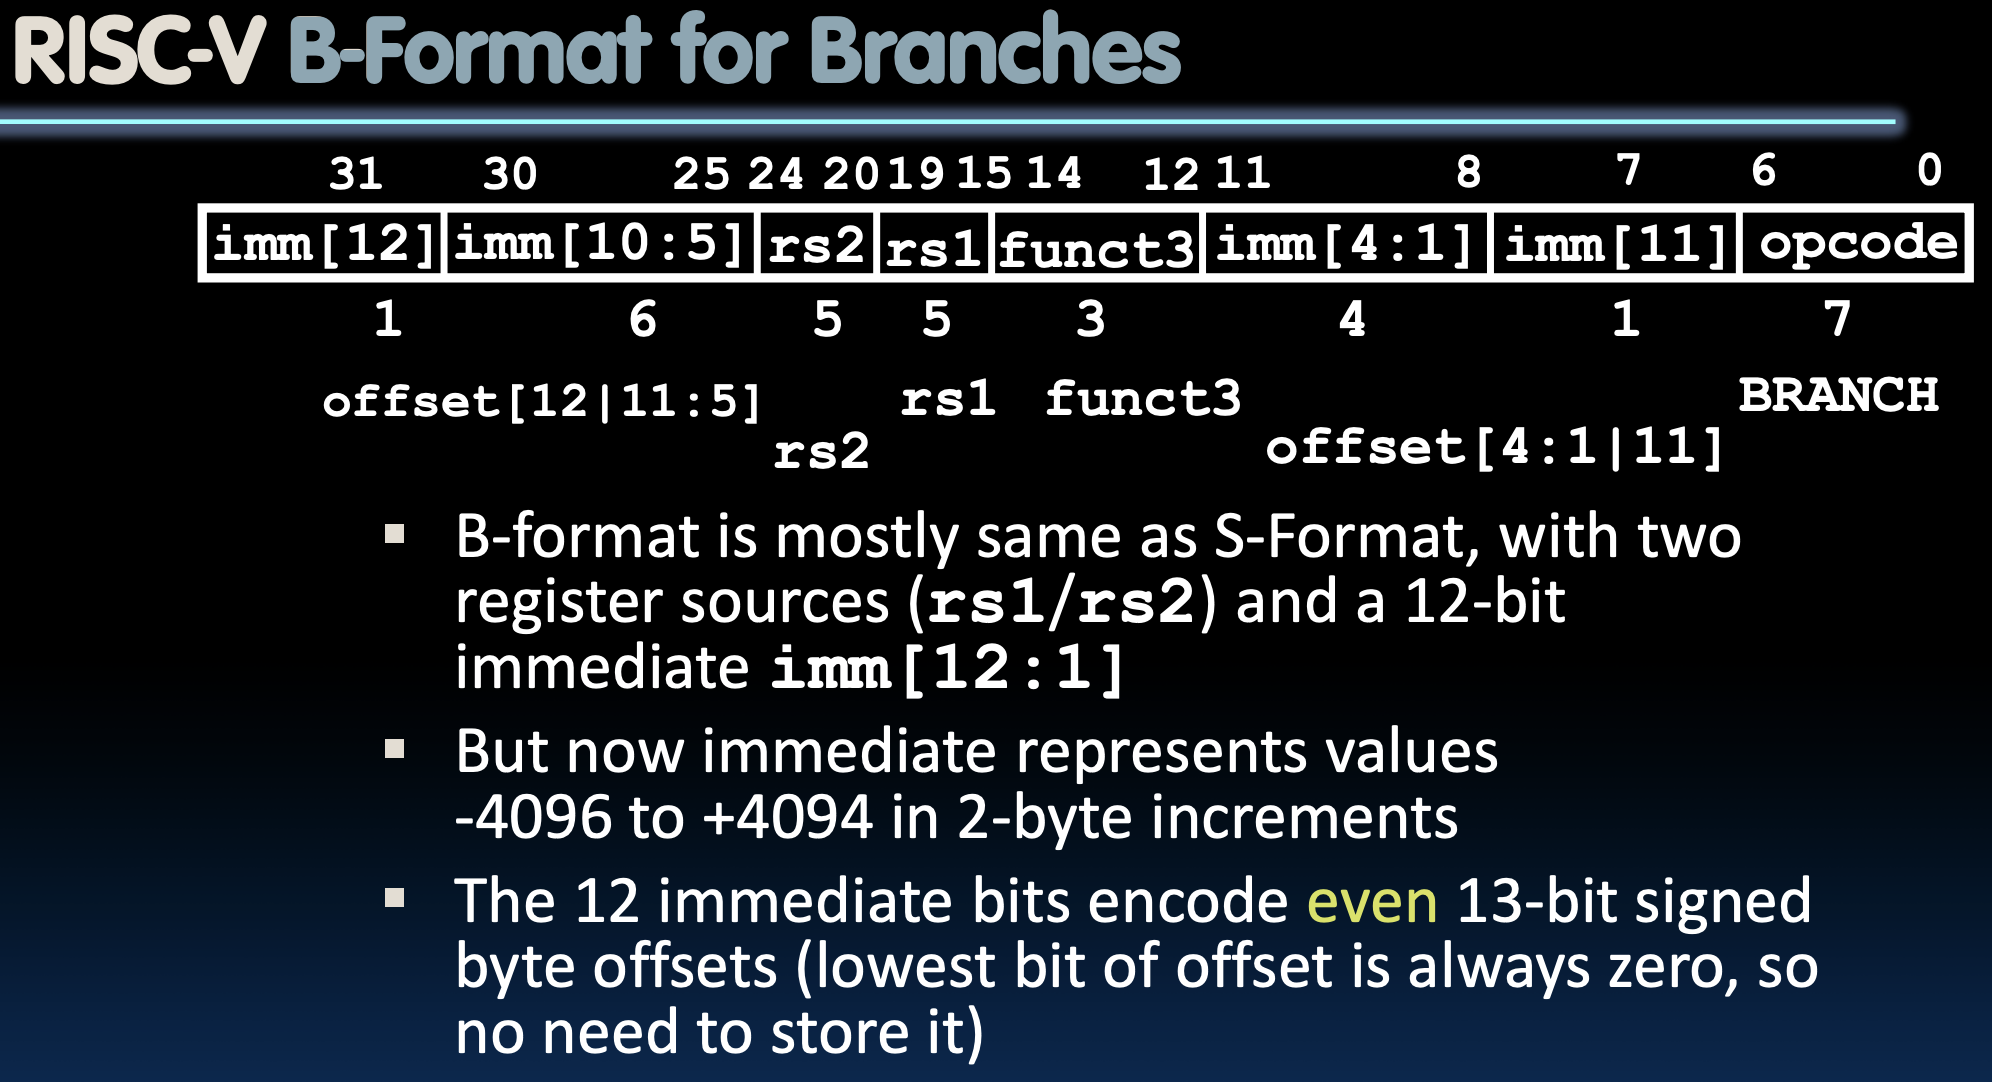 RISC-V B-Format for Branches
31 30 25 24 20 19 15 14 12 11 8 7 6 0
imm[12] imm[10:5] rs2 rs1 funct3 imm[4:1] imm[11] opcode
1 6 5 5 3 4 1 7
offset[12|11:5] rs1 funct3 BRANCH
rs2 offset[4:1|11]
▪ B-format is mostly same as S-Format, with two
register sources (rs1/rs2) and a 12-bit
immediate imm[12:1]
▪ But now immediate represents values
-4096 to +4094 in 2-byte increments
▪ The 12 immediate bits encode even 13-bit signed
byte offsets (lowest bit of offset is always zero, so
no need to store it)